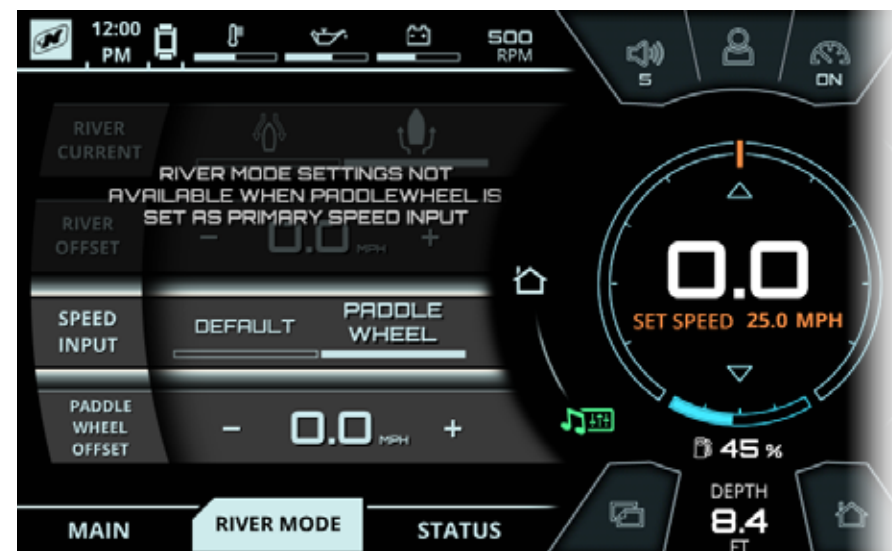 12:00
PM
500
RPM
5
ON
RIVER
CURRENT
RIVER MODE SETTINGS NOT
AVAILABLE WHEN PADDLEWHEEL IS
SET AS PRIMARY SPEED INPUT
RIVER
OFFSET
- 0.0 MPH +
SPEED
INPUT
DEFAULT
PADDLE
WHEEL
PADDLE
WHEEL
OFFSET
- 0.0 MPH +
0.0
SET SPEED 25.0 MPH
45 %
DEPTH
8.4
FT
MAIN
RIVER MODE
STATUS